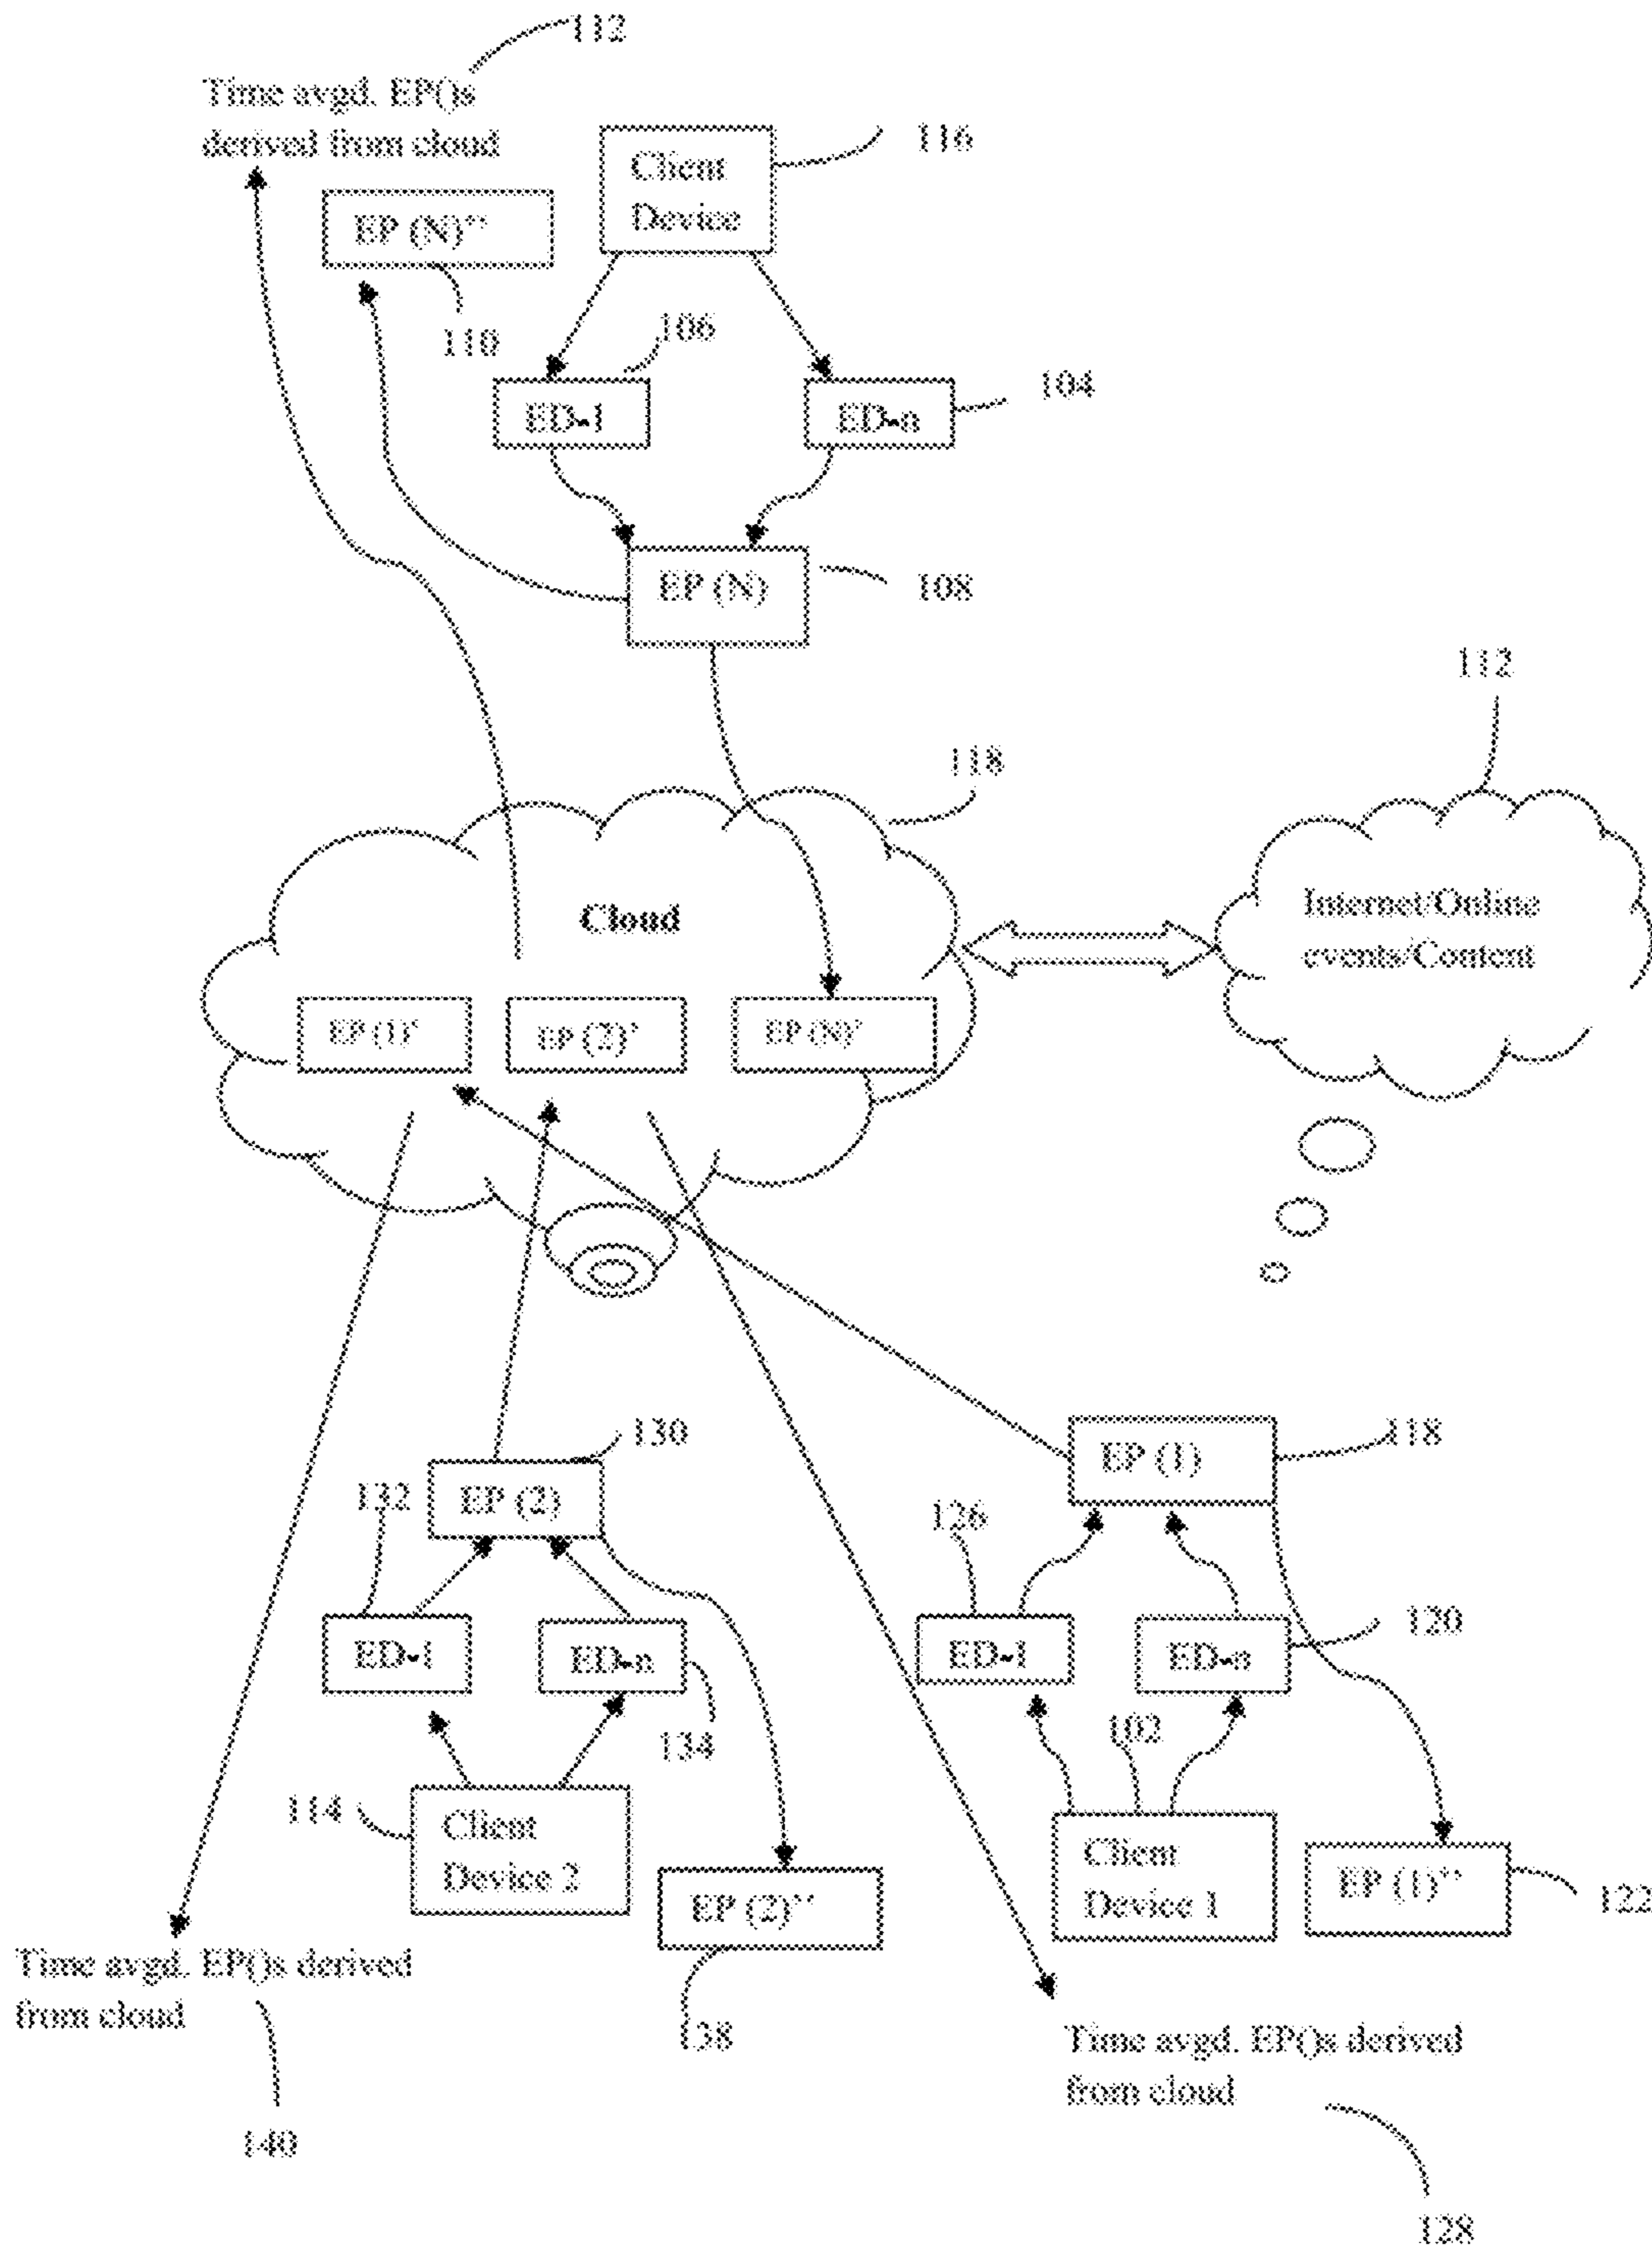 112
Time avgd. EP()s
derived from cloud
116
Client
Device
EP (N)''
110
106
104
ED-1
ED-n
EP (N)
108
112
118
Cloud
Internet/Online
events/Content
EP (1)'
EP (2)'
EP (N)'
130
118
EP (1)
132
EP (2)
126
120
ED-1
ED-n
ED-1
ED-n
134
102
114
Client
Device 2
Client
Device 1
EP (1)''
122
EP (2)''
138
Time avgd. EP()s derived
from cloud
Time avgd. EP()s derived
from cloud
140
128